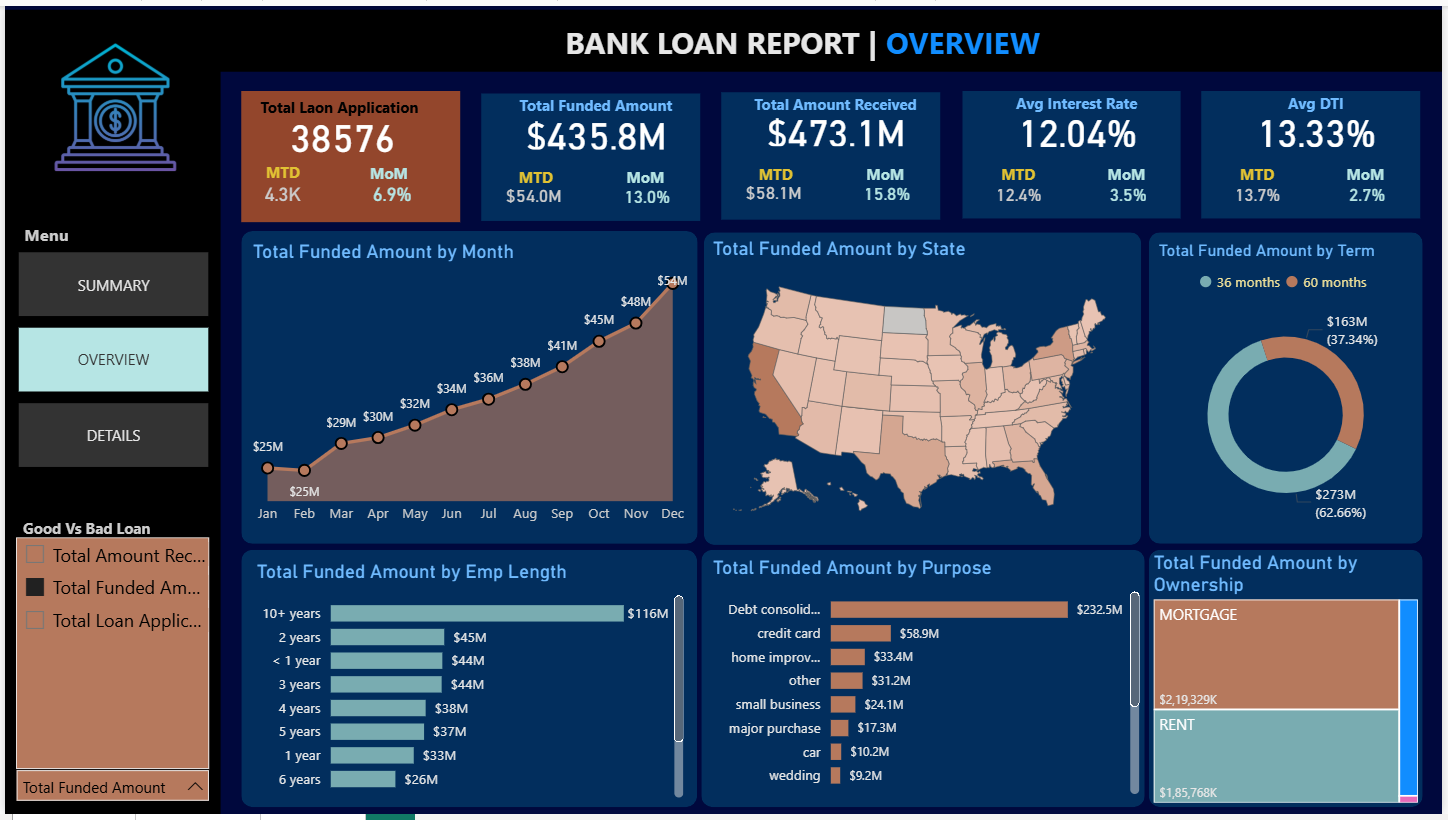 BANK LOAN REPORT | OVERVIEW
Total Laon Application
38576
MTD
MoM
4.3K
6.9%
Total Funded Amount
$435.8M
MTD
MoM
$54.0M
13.0%
Total Amount Received
$473.1M
MTD
MoM
$58.1M
15.8%
Avg Interest Rate
12.04%
MTD
MoM
12.4%
3.5%
Avg DTI
13.33%
MTD
MoM
13.7%
2.7%
Menu
SUMMARY
OVERVIEW
DETAILS
Good Vs Bad Loan
Total Amount Rec...
Total Funded Am...
Total Loan Applic...
Total Funded Amount
Total Funded Amount by Month
$25M
$25M
$29M
$30M
$32M
$34M
$36M
$38M
$41M
$45M
$48M
$54M
Jan Feb Mar Apr May Jun Jul Aug Sep Oct Nov Dec
Total Funded Amount by State
Total Funded Amount by Term
36 months 60 months
$163M
(37.34%)
$273M
(62.66%)
Total Funded Amount by Emp Length
10+ years $116M
2 years $45M
< 1 year $44M
3 years $44M
4 years $38M
5 years $37M
1 year $33M
6 years $26M
Total Funded Amount by Purpose
Debt consolid... $232.5M
credit card $58.9M
home improv... $33.4M
other $31.2M
small business $24.1M
major purchase $17.3M
car $10.2M
wedding $9.2M
Total Funded Amount by
Ownership
MORTGAGE
$2,19,329K
RENT
$1,85,768K